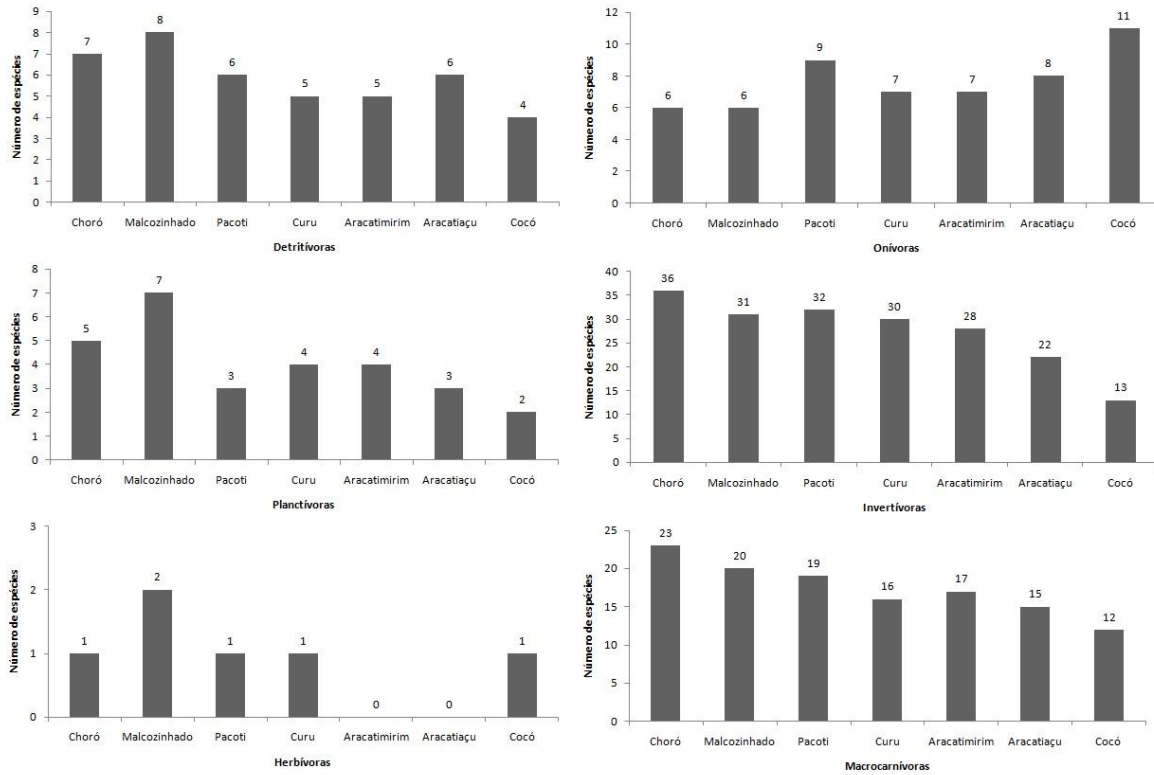 Número de espécies
9
8
7
6
5
4
3
2
1
0
7
8
6
5
5
6
4
Choró
Malcozinhado
Pacoti
Curu
Aracatimirim
Aracatiaçu
Cocó
Detritívoras
Número de espécies
12
10
8
6
4
2
0
6
6
9
7
7
8
11
Choró
Malcozinhado
Pacoti
Curu
Aracatimirim
Aracatiaçu
Cocó
Onívoras
Número de espécies
8
7
6
5
4
3
2
1
0
5
7
3
4
4
3
2
Choró
Malcozinhado
Pacoti
Curu
Aracatimirim
Aracatiaçu
Cocó
Planctívoras
Número de espécies
40
35
30
25
20
15
10
5
0
36
31
32
30
28
22
13
Choró
Malcozinhado
Pacoti
Curu
Aracatimirim
Aracatiaçu
Cocó
Invertívoras
Número de espécies
3
2
1
0
1
2
1
1
0
0
1
Choró
Malcozinhado
Pacoti
Curu
Aracatimirim
Aracatiaçu
Cocó
Herbívoras
Número de espécies
25
20
15
10
5
0
23
20
19
16
17
15
12
Choró
Malcozinhado
Pacoti
Curu
Aracatimirim
Aracatiaçu
Cocó
Macrocarnívoras